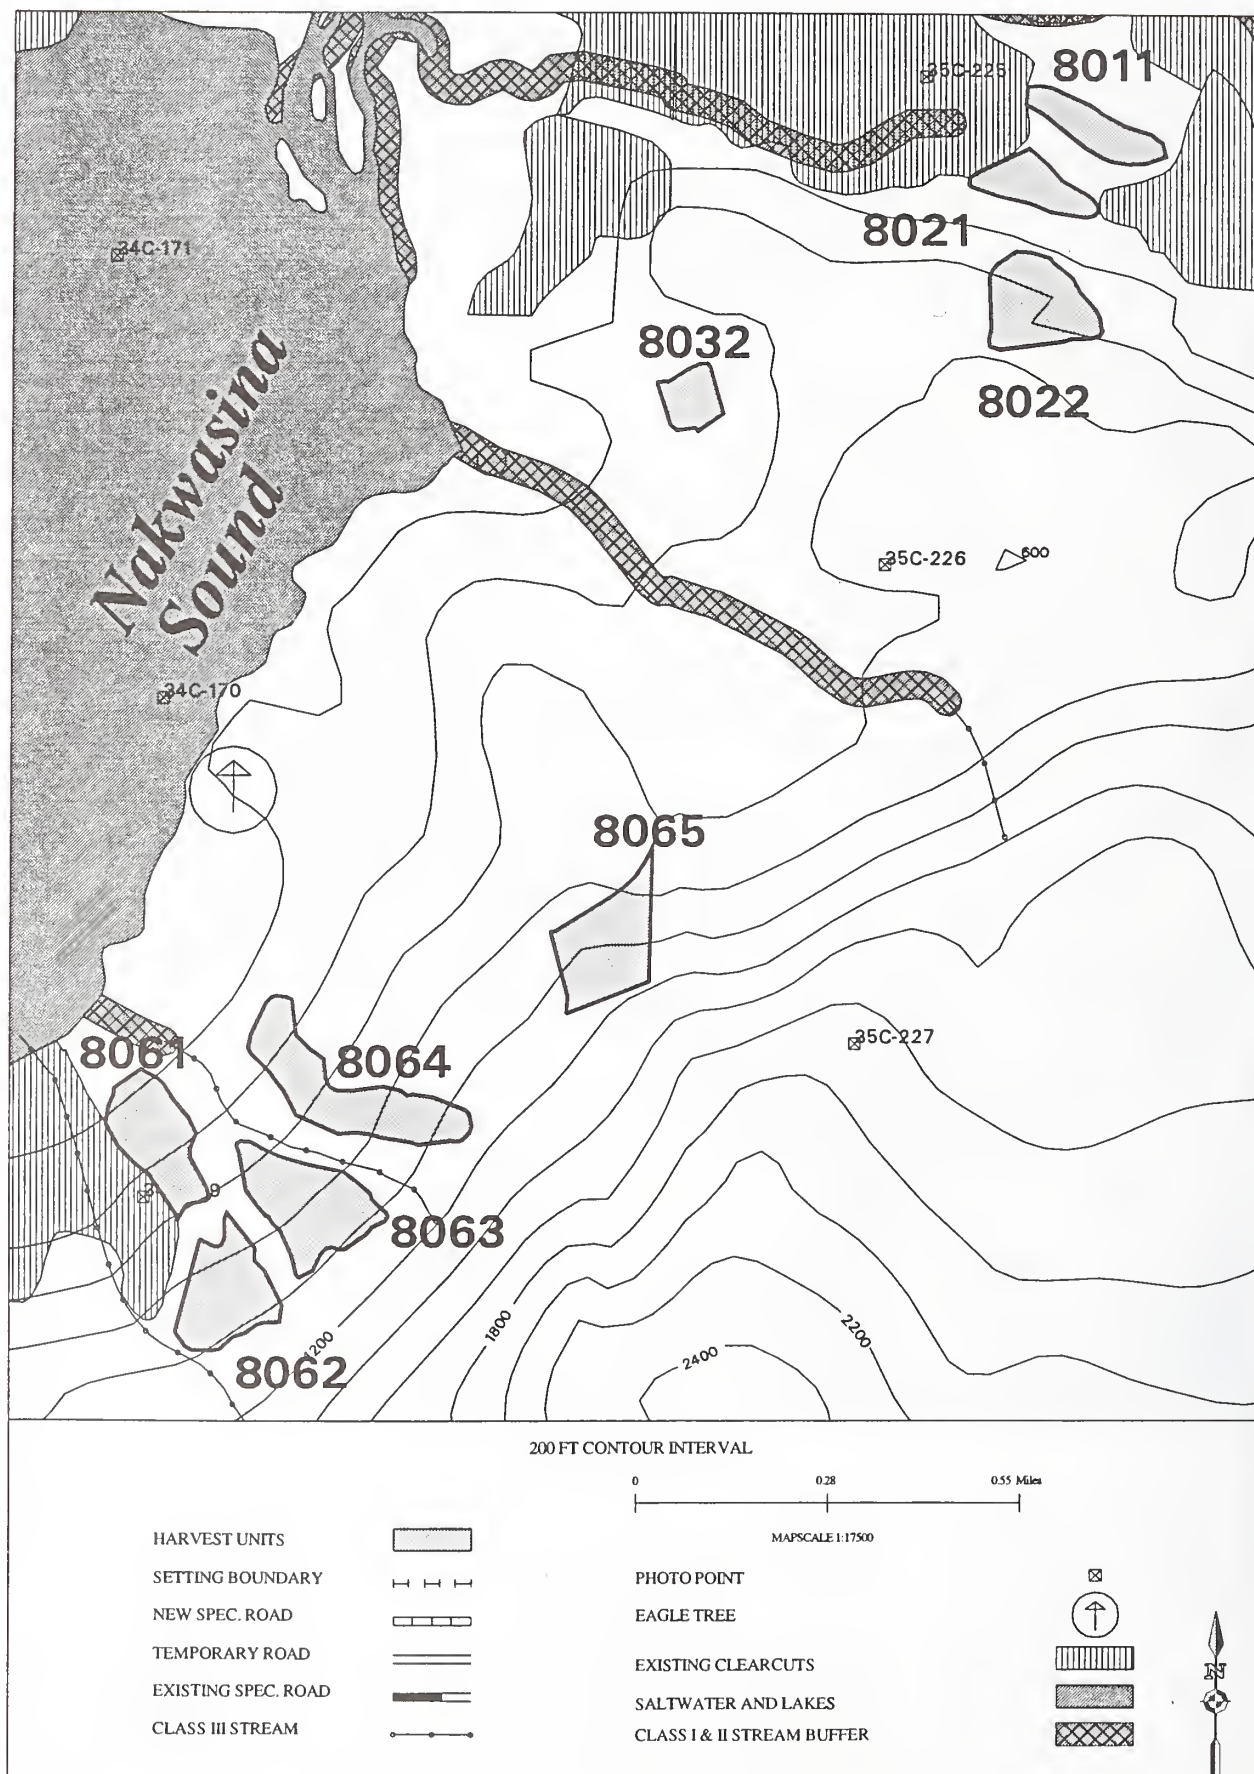 8011
35C-225
8021
34C-171
8032
8022
Nakwasina
Sound
35C-226
600
34C-170
8065
35C-227
8061
8064
9
8063
8062
1200
1800
2200
2400
200 FT CONTOUR INTERVAL
0 0.28 0.55 Miles
MAPSCALE 1:17500
HARVEST UNITS
SETTING BOUNDARY
NEW SPEC. ROAD
TEMPORARY ROAD
EXISTING SPEC. ROAD
CLASS III STREAM
PHOTO POINT
EAGLE TREE
EXISTING CLEARCUTS
SALTWATER AND LAKES
CLASS I & II STREAM BUFFER
N